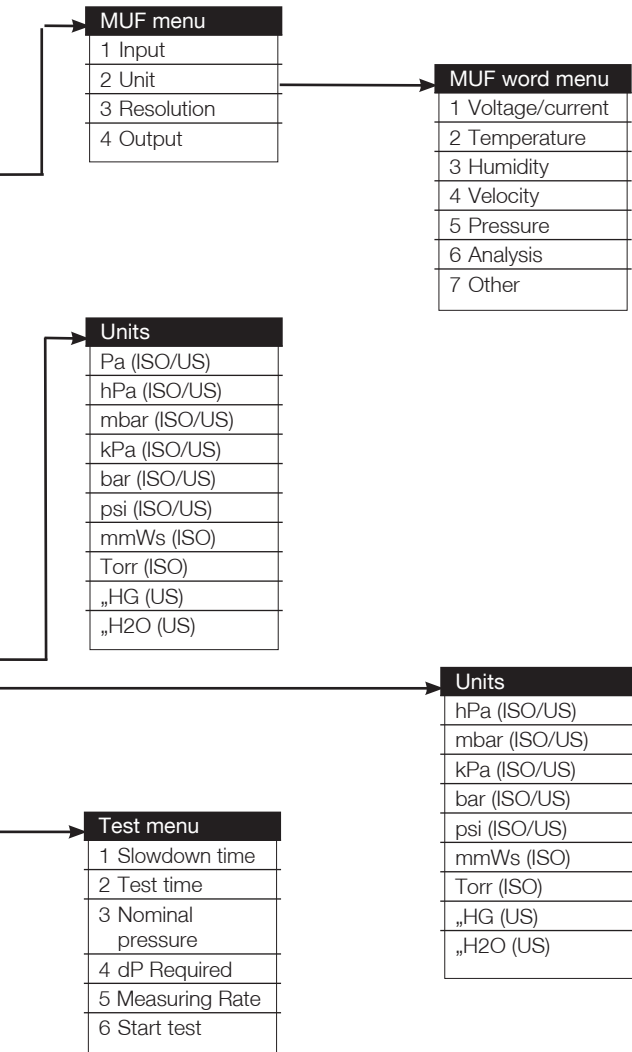 MUF menu
1 Input
2 Unit
3 Resolution
4 Output
MUF word menu
1 Voltage/current
2 Temperature
3 Humidity
4 Velocity
5 Pressure
6 Analysis
7 Other
Units
Pa (ISO/US)
hPa (ISO/US)
mbar (ISO/US)
kPa (ISO/US)
bar (ISO/US)
psi (ISO/US)
mmWs (ISO)
Torr (ISO)
„HG (US)
„H2O (US)
Units
hPa (ISO/US)
mbar (ISO/US)
kPa (ISO/US)
bar (ISO/US)
psi (ISO/US)
mmWs (ISO)
Torr (ISO)
„HG (US)
„H2O (US)
Test menu
1 Slowdown time
2 Test time
3 Nominal
pressure
4 dP Required
5 Measuring Rate
6 Start test